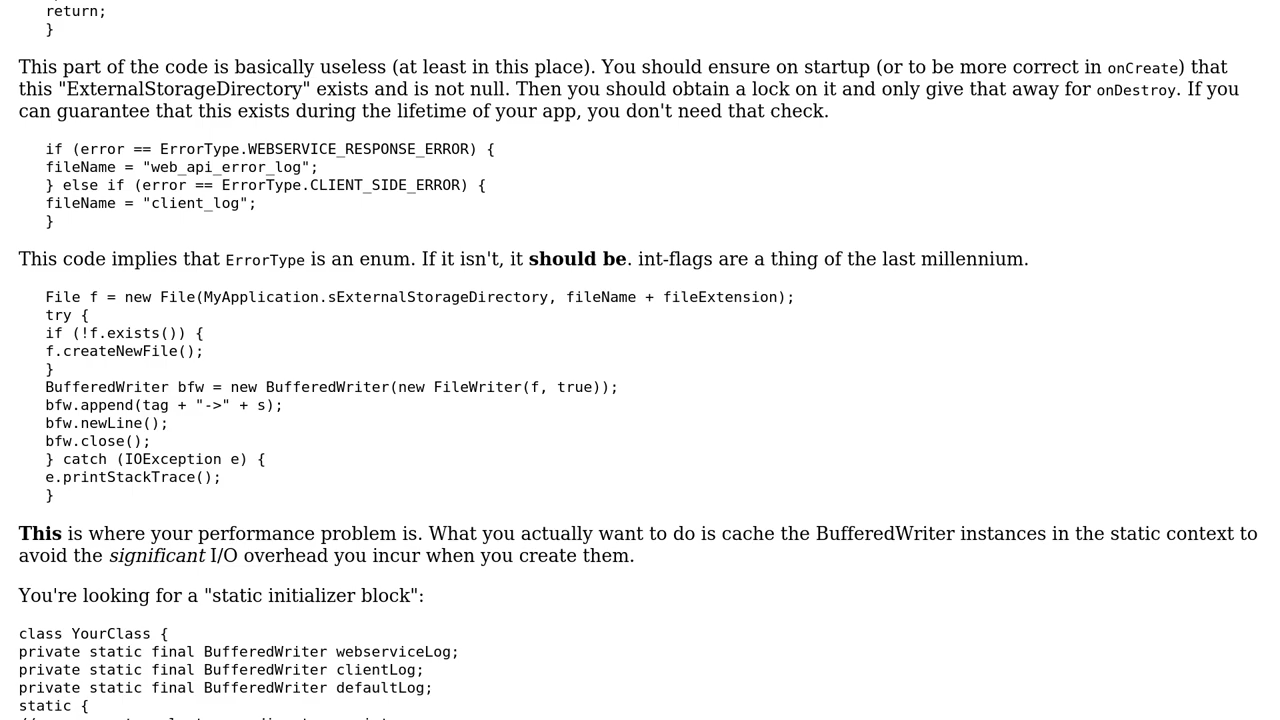 return;
}
This part of the code is basically useless (at least in this place). You should ensure on startup (or to be more correct in onCreate) that
this "ExternalStorageDirectory" exists and is not null. Then you should obtain a lock on it and only give that away for onDestroy. If you
can guarantee that this exists during the lifetime of your app, you don't need that check.
if (error == ErrorType.WEBSERVICE_RESPONSE_ERROR) {
fileName = "web_api_error_log";
} else if (error == ErrorType.CLIENT_SIDE_ERROR) {
fileName = "client_log";
}
This code implies that ErrorType is an enum. If it isn't, it should be. int-flags are a thing of the last millennium.
File f = new File(MyApplication.sExternalStorageDirectory, fileName + fileExtension);
try {
if (!f.exists()) {
f.createNewFile();
}
BufferedWriter bfw = new BufferedWriter(new FileWriter(f, true));
bfw.append(tag + "->" + s);
bfw.newLine();
bfw.close();
} catch (IOException e) {
e.printStackTrace();
}
This is where your performance problem is. What you actually want to do is cache the BufferedWriter instances in the static context to
avoid the significant I/O overhead you incur when you create them.
You're looking for a "static initializer block":
class YourClass {
private static final BufferedWriter webserviceLog;
private static final BufferedWriter clientLog;
private static final BufferedWriter defaultLog;
static {